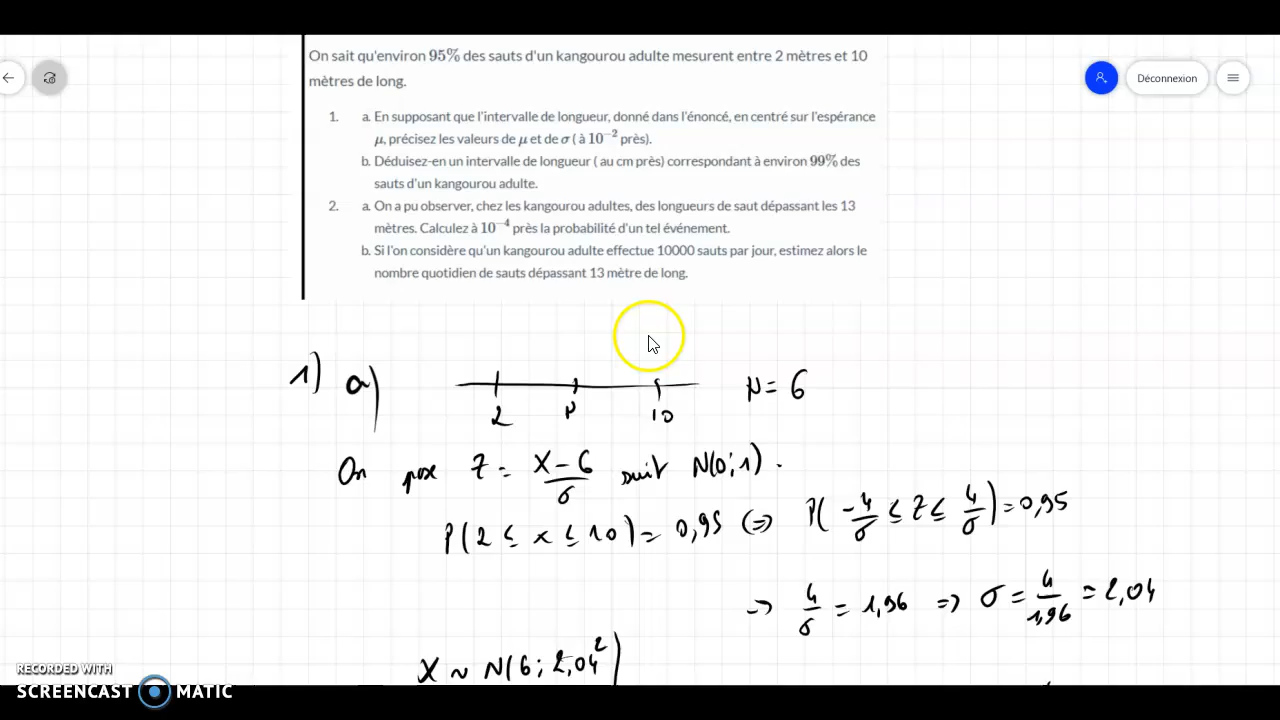 On sait qu'environ 95% des sauts d'un kangourou adulte mesurent entre 2 mètres et 10
mètres de long.
1. a. En supposant que l'intervalle de longueur, donné dans l'énoncé, en centré sur l'espérance
μ, précisez les valeurs de μ et de σ ( à 10⁻² près).
b. Déduisez-en un intervalle de longueur ( au cm près) correspondant à environ 99% des
sauts d'un kangourou adulte.
2. a. On a pu observer, chez les kangourou adultes, des longueurs de saut dépassant les 13
mètres. Calculez à 10⁻⁴ près la probabilité d'un tel événement.
b. Si l'on considère qu'un kangourou adulte effectue 10000 sauts par jour, estimez alors le
nombre quotidien de sauts dépassant 13 mètre de long.
Déconnexion
1) a)
2 μ 10
μ = 6
On pose Z = (X - 6)/σ suit N(0;1).
P(2 ≤ X ≤ 10) = 0,95 (=) P(-4/σ ≤ Z ≤ 4/σ) = 0,95
=> 4/σ = 1,96 => σ = 4/1,96 = 2,04
X ~ N(6; 2,04²)
RECORDED WITH
SCREENCAST MATIC